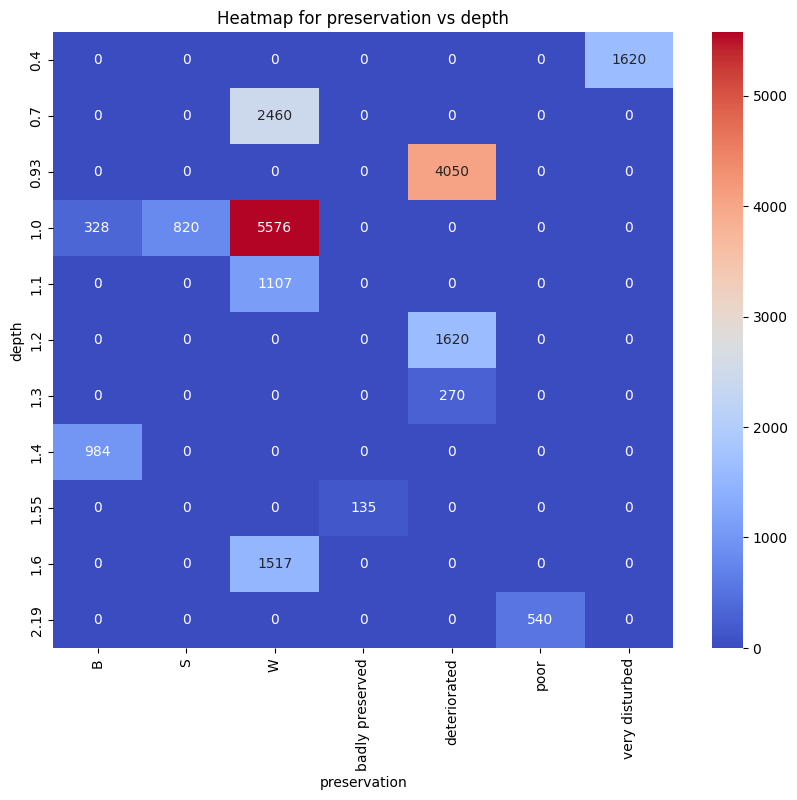 Heatmap for preservation vs depth
0.4 0 0 0 0 0 0 1620
0.7 0 0 2460 0 0 0 0
0.93 0 0 0 0 4050 0 0
1.0 328 820 5576 0 0 0 0
1.1 0 0 1107 0 0 0 0
1.2 0 0 0 0 1620 0 0
1.3 0 0 0 0 270 0 0
1.4 984 0 0 0 0 0 0
1.55 0 0 0 135 0 0 0
1.6 0 0 1517 0 0 0 0
2.19 0 0 0 0 0 540 0
depth
B S W badly preserved deteriorated poor very disturbed
preservation
5000
4000
3000
2000
1000
0